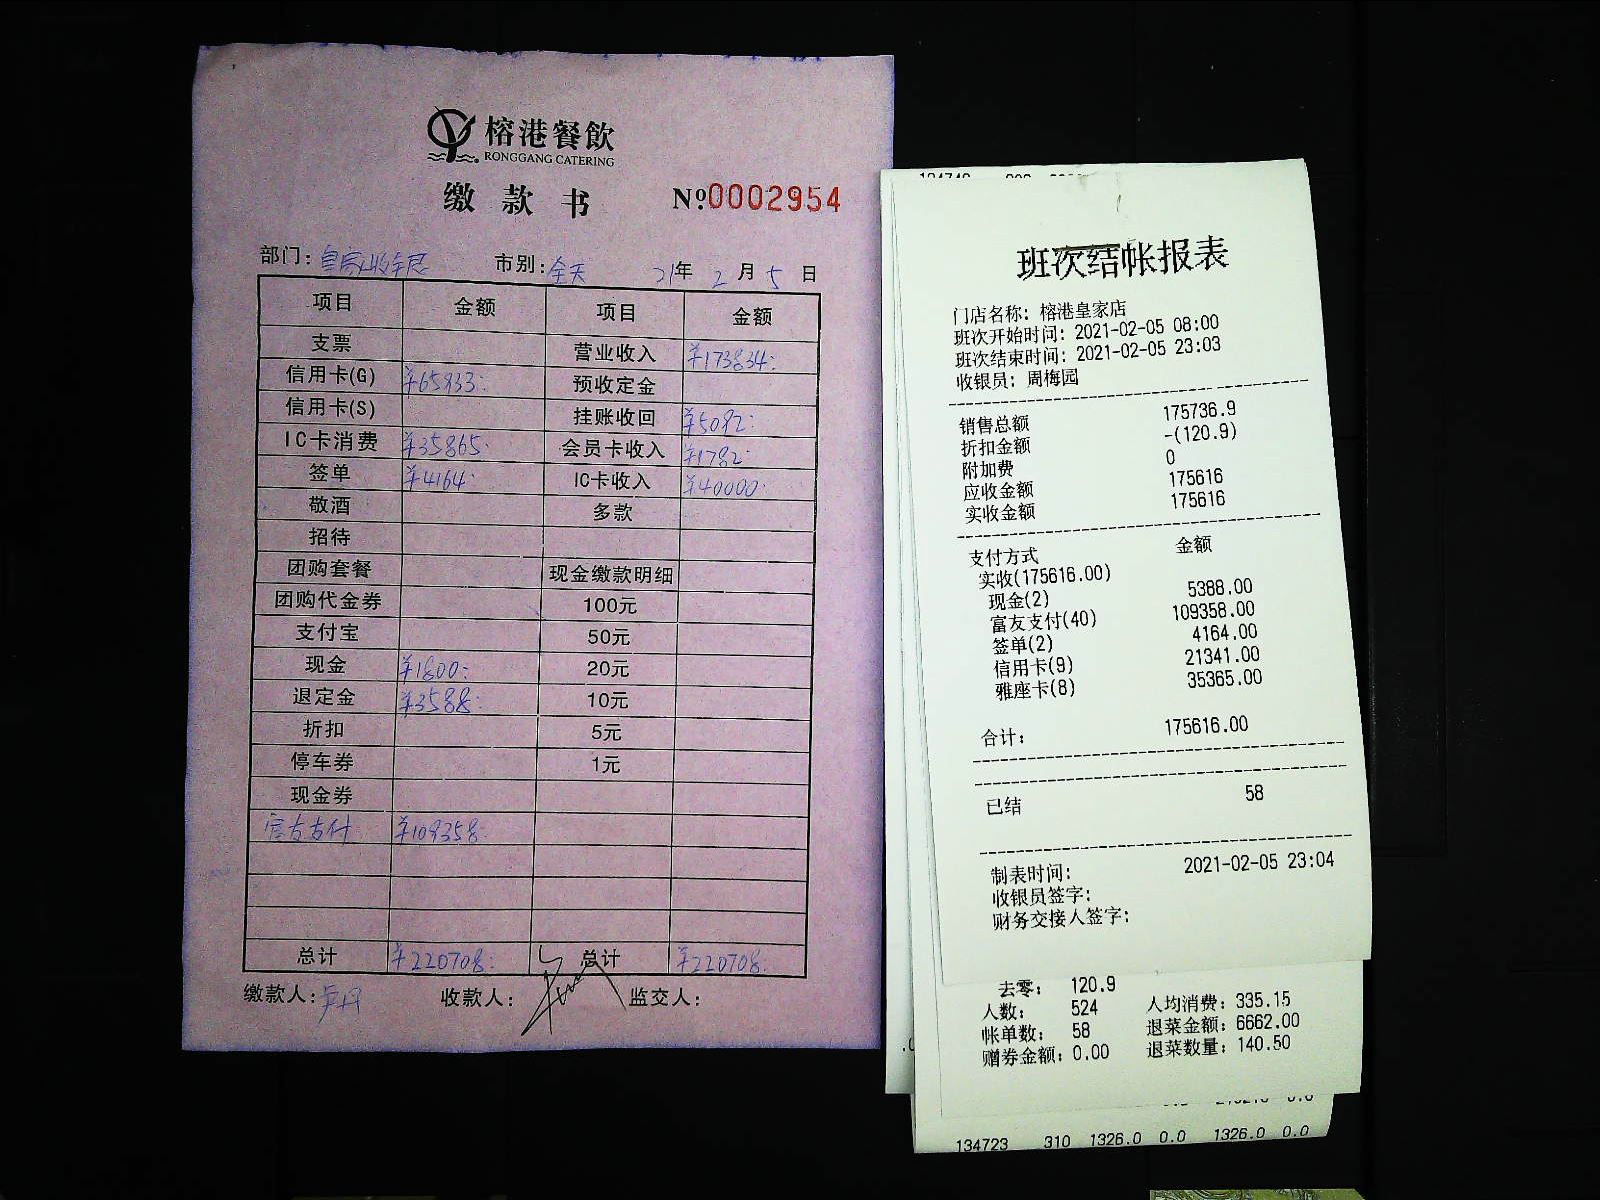 榕港餐飲
RONGGANG CATERING
缴款书 №0002954
部门: 市别:全天 21年 2月 5日
项目 金额 项目 金额
支票 营业收入 ¥173834.
信用卡(G) ¥65933. 预收定金
信用卡(S) 挂账收回 ¥5092.
IC卡消费 ¥35865. 会员卡收入 ¥1782.
签单 ¥4164. IC卡收入 ¥40000.
敬酒 多款
招待
团购套餐 现金缴款明细
团购代金券 100元
支付宝 50元
现金 ¥1800. 20元
退定金 ¥3588. 10元
折扣 5元
停车券 1元
现金券
富友支付 ¥109358.
总计 ¥220708. 总计 ¥220708.
缴款人: 收款人: 监交人:
班次结帐报表
门店名称: 榕港皇家店
班次开始时间: 2021-02-05 08:00
班次结束时间: 2021-02-05 23:03
收银员: 周梅园
销售总额 175736.9
折扣金额 -(120.9)
附加费 0
应收金额 175616
实收金额 175616
支付方式 金额
实收(175616.00)
现金(2) 5388.00
富友支付(40) 109358.00
签单(2) 4164.00
信用卡(9) 21341.00
雅座卡(8) 35365.00
合计: 175616.00
已结 58
制表时间: 2021-02-05 23:04
收银员签字:
财务交接人签字:
去零: 120.9
人数: 524 人均消费: 335.15
帐单数: 58 退菜金额: 6662.00
赠券金额: 0.00 退菜数量: 140.50
134723 310 1326.0 0.0 1326.0 0.0